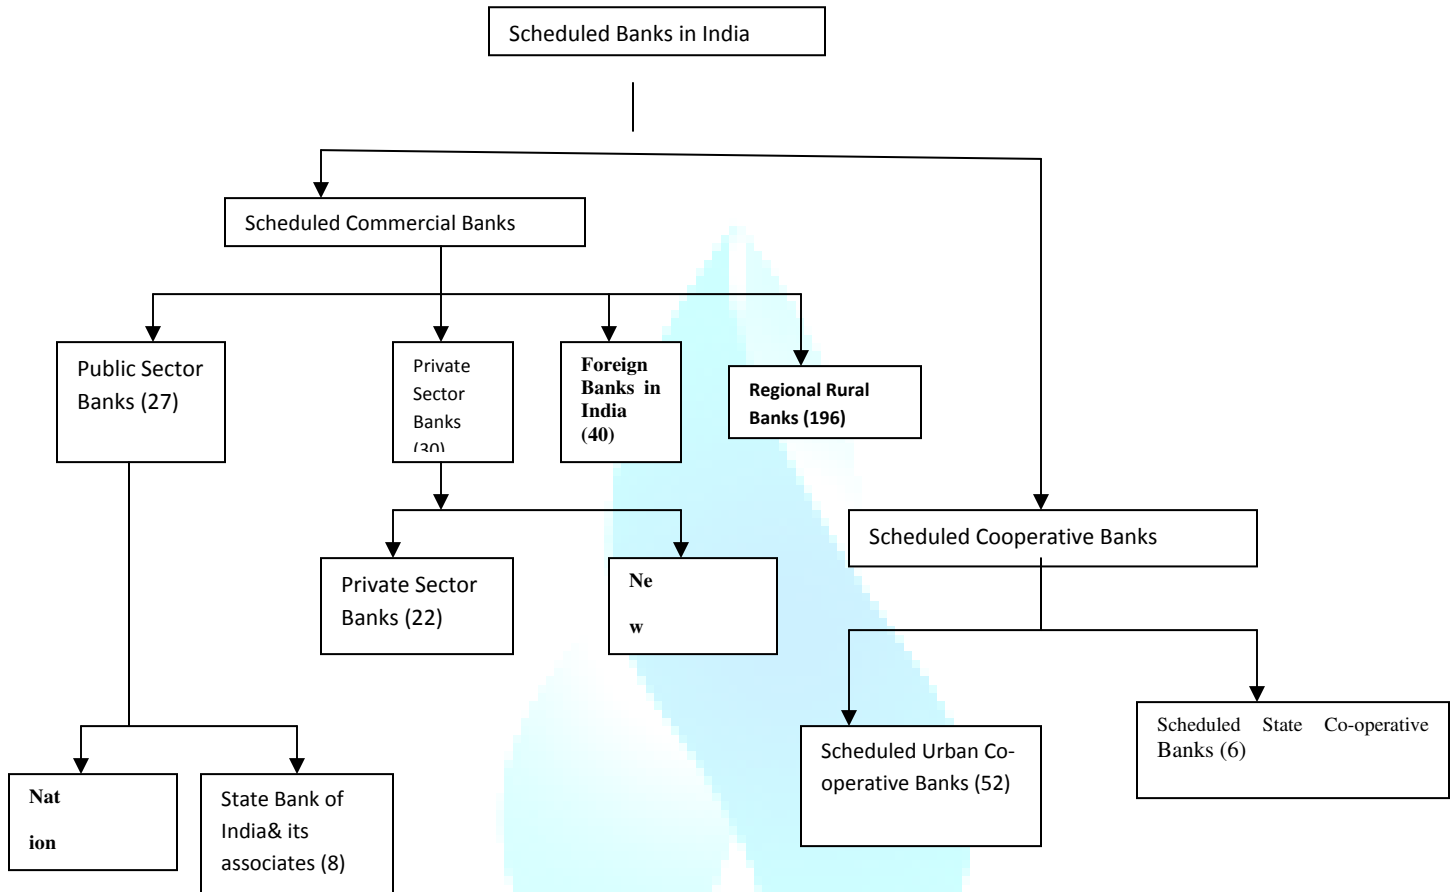 Scheduled Banks in India
Scheduled Commercial Banks
Public Sector
Banks (27)
Private
Sector
Banks
(30)
Foreign
Banks in
India
(40)
Regional Rural
Banks (196)
Scheduled Cooperative Banks
Private Sector
Banks (22)
Ne
w
Scheduled Urban Co-
operative Banks (52)
Scheduled State Co-operative
Banks (6)
Nat
ion
State Bank of
India& its
associates (8)